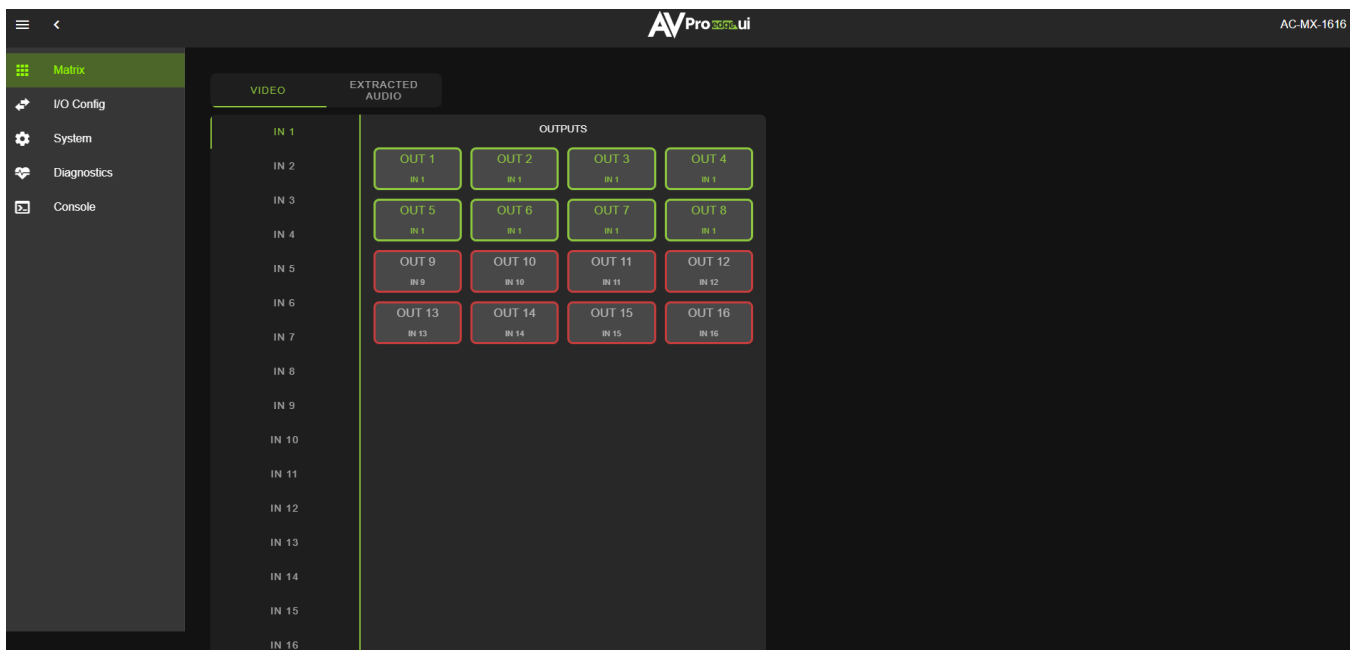 AVPro edge.ui
AC-MX-1616
Matrix
I/O Config
System
Diagnostics
Console
VIDEO
EXTRACTED
AUDIO
IN 1
IN 2
IN 3
IN 4
IN 5
IN 6
IN 7
IN 8
IN 9
IN 10
IN 11
IN 12
IN 13
IN 14
IN 15
IN 16
OUTPUTS
OUT 1 OUT 2 OUT 3 OUT 4
IN 1 IN 1 IN 1 IN 1
OUT 5 OUT 6 OUT 7 OUT 8
IN 1 IN 1 IN 1 IN 1
OUT 9 OUT 10 OUT 11 OUT 12
IN 9 IN 10 IN 11 IN 12
OUT 13 OUT 14 OUT 15 OUT 16
IN 13 IN 14 IN 15 IN 16